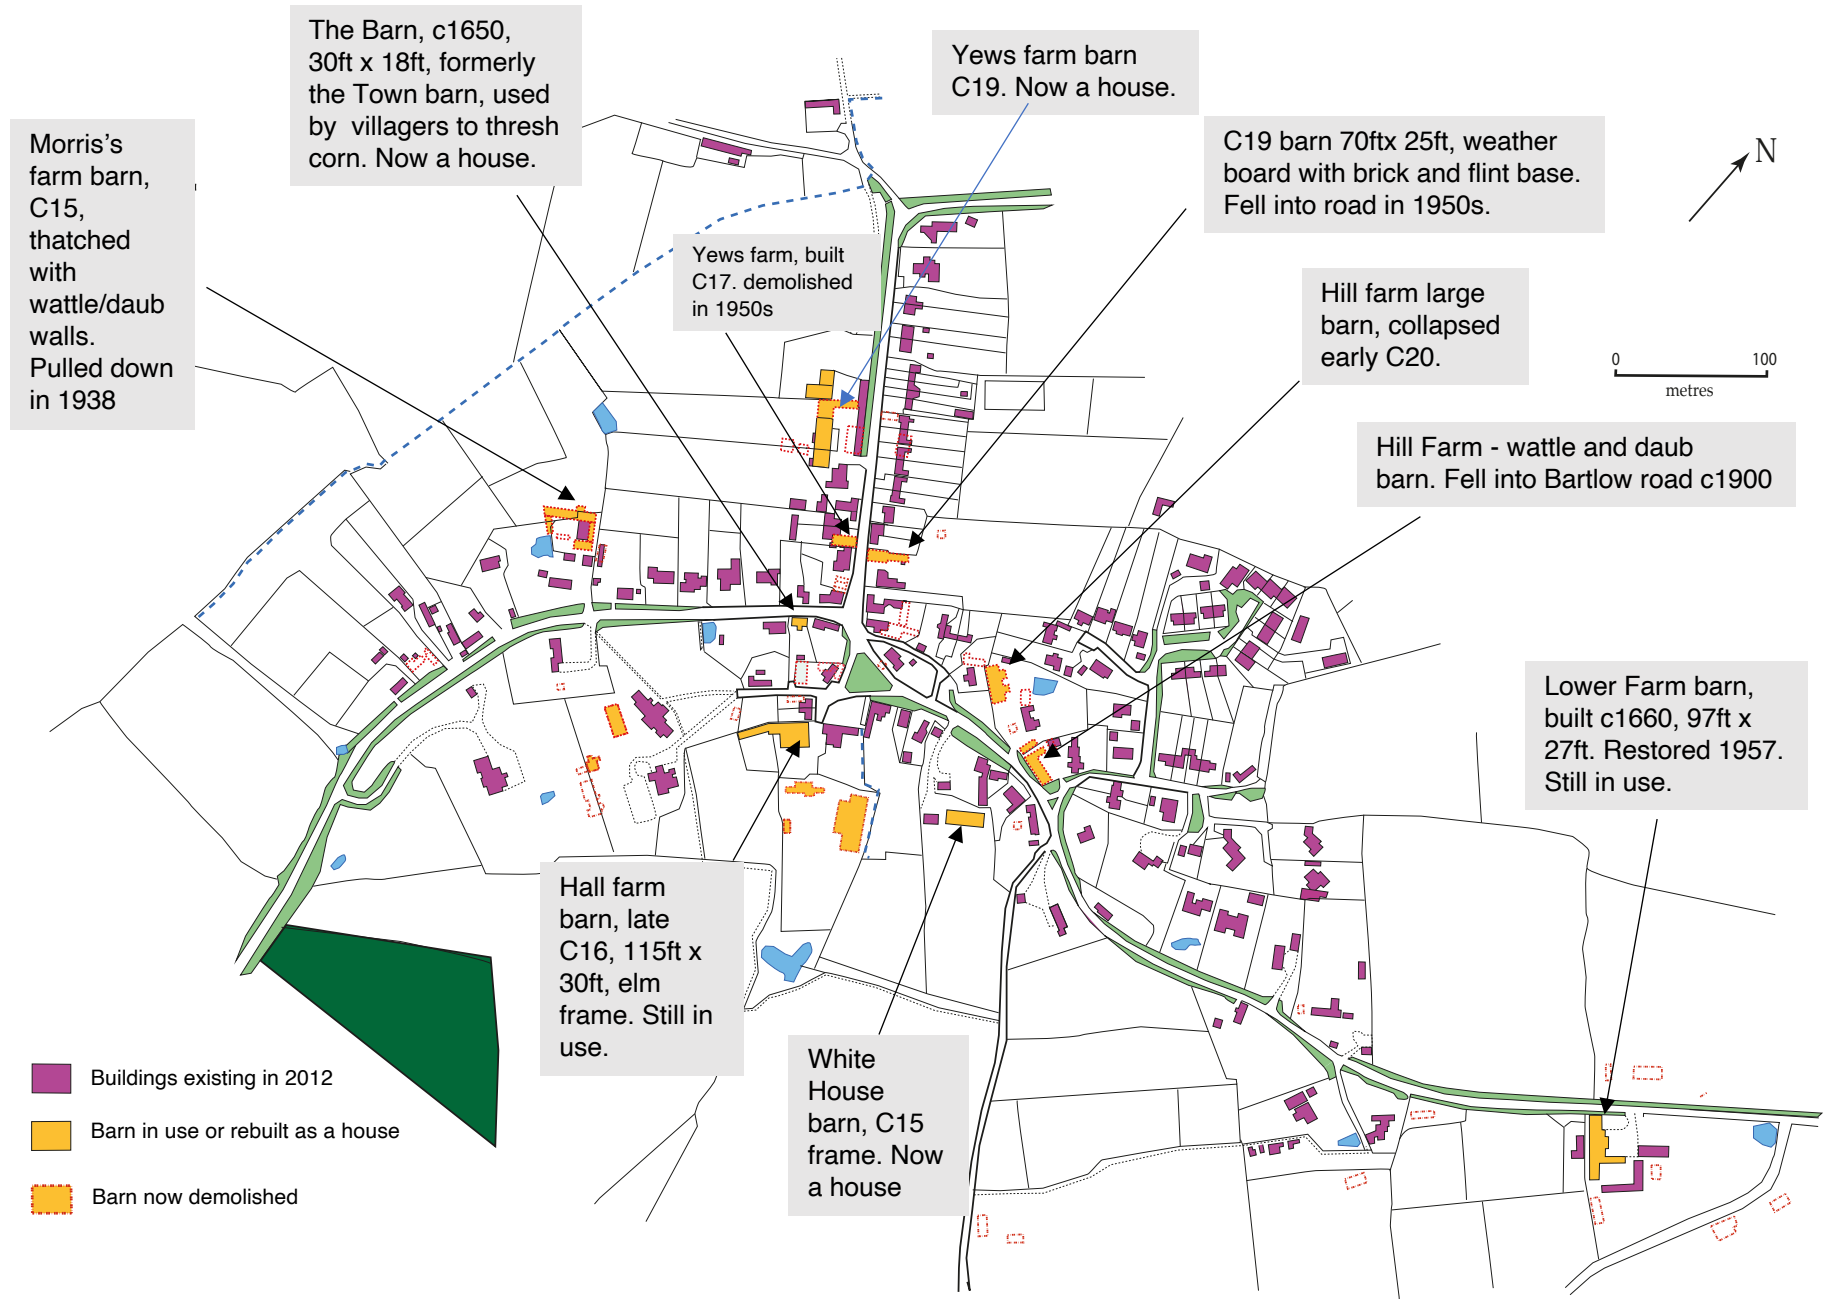 The Barn, c1650,
30ft x 18ft, formerly
the Town barn, used
by  villagers to thresh
corn. Now a house.
Yews farm barn
C19. Now a house.
Morris's
farm barn,
C15,
thatched
with
wattle/daub
walls.
Pulled down
in 1938
C19 barn 70ftx 25ft, weather
board with brick and flint base.
Fell into road in 1950s.
N
Yews farm, built
C17. demolished
in 1950s
Hill farm large
barn, collapsed
early C20.
0 100
metres
Hill Farm - wattle and daub
barn. Fell into Bartlow road c1900
Lower Farm barn,
built c1660, 97ft x
27ft. Restored 1957.
Still in use.
Hall farm
barn, late
C16, 115ft x
30ft, elm
frame. Still in
use.
White
House
barn, C15
frame. Now
a house
Buildings existing in 2012
Barn in use or rebuilt as a house
Barn now demolished